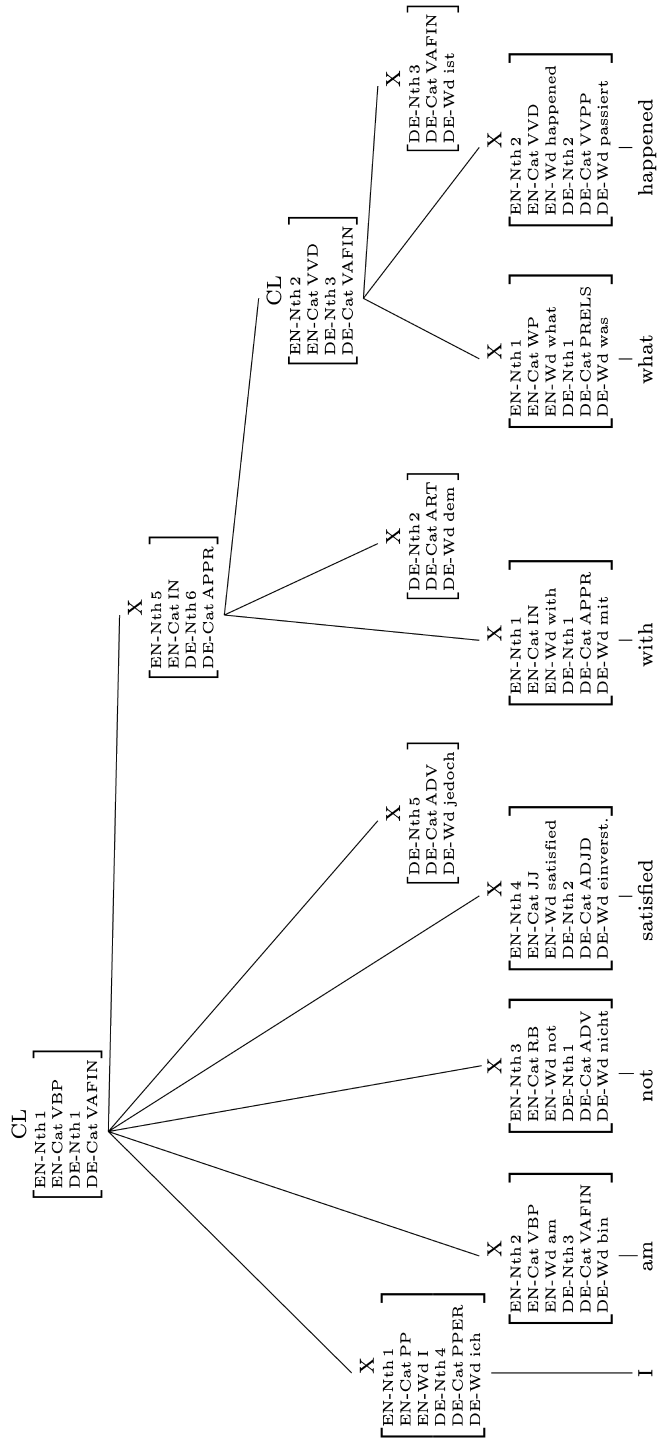 CL
EN-Nth 1
EN-Cat VBP
DE-Nth 1
DE-Cat VAFIN
X
EN-Nth 5
EN-Cat IN
DE-Nth 6
DE-Cat APPR
CL
EN-Nth 2
EN-Cat VVD
DE-Nth 3
DE-Cat VAFIN
X
EN-Nth 1
EN-Cat PP
EN-Wd I
DE-Nth 4
DE-Cat PPER
DE-Wd ich
X
DE-Nth 5
DE-Cat ADV
DE-Wd jedoch
X
DE-Nth 2
DE-Cat ART
DE-Wd dem
X
DE-Nth 3
DE-Cat VAFIN
DE-Wd ist
X
EN-Nth 2
EN-Cat VBP
EN-Wd am
DE-Nth 3
DE-Cat VAFIN
DE-Wd bin
X
EN-Nth 3
EN-Cat RB
EN-Wd not
DE-Nth 1
DE-Cat ADV
DE-Wd nicht
X
EN-Nth 4
EN-Cat JJ
EN-Wd satisfied
DE-Nth 2
DE-Cat ADJD
DE-Wd einverst.
X
EN-Nth 1
EN-Cat IN
EN-Wd with
DE-Nth 1
DE-Cat APPR
DE-Wd mit
X
EN-Nth 1
EN-Cat WP
EN-Wd what
DE-Nth 1
DE-Cat PRELS
DE-Wd was
X
EN-Nth 2
EN-Cat VVD
EN-Wd happened
DE-Nth 2
DE-Cat VVPP
DE-Wd passiert
I am not satisfied with what happened